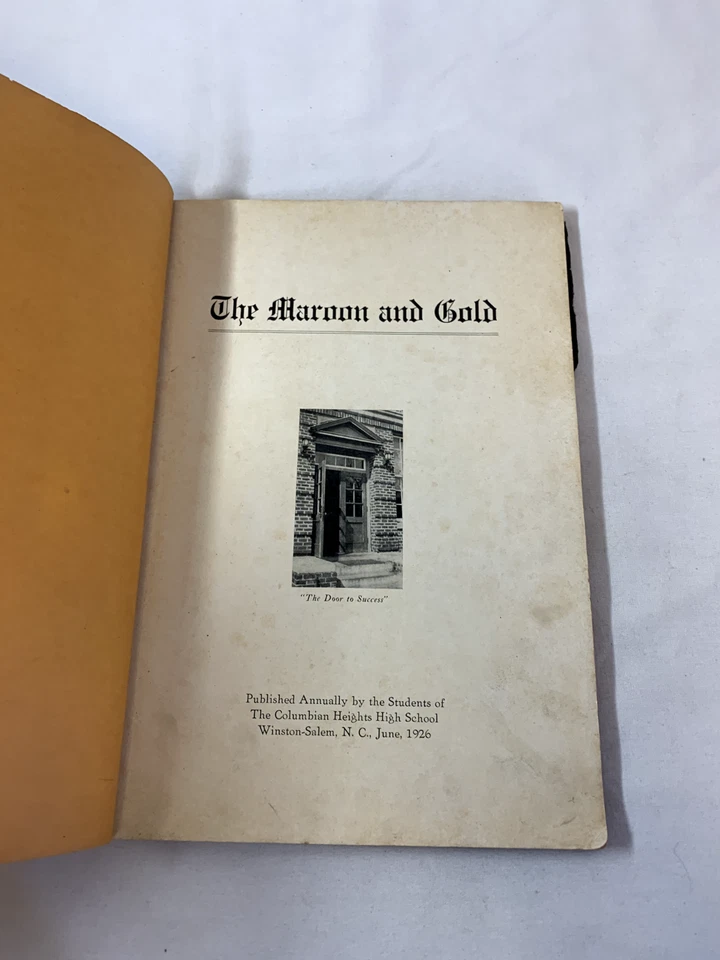 The Maroon and Gold
"The Door to Success"
Published Annually by the Students of
The Columbian Heights High School
Winston-Salem, N. C., June, 1926